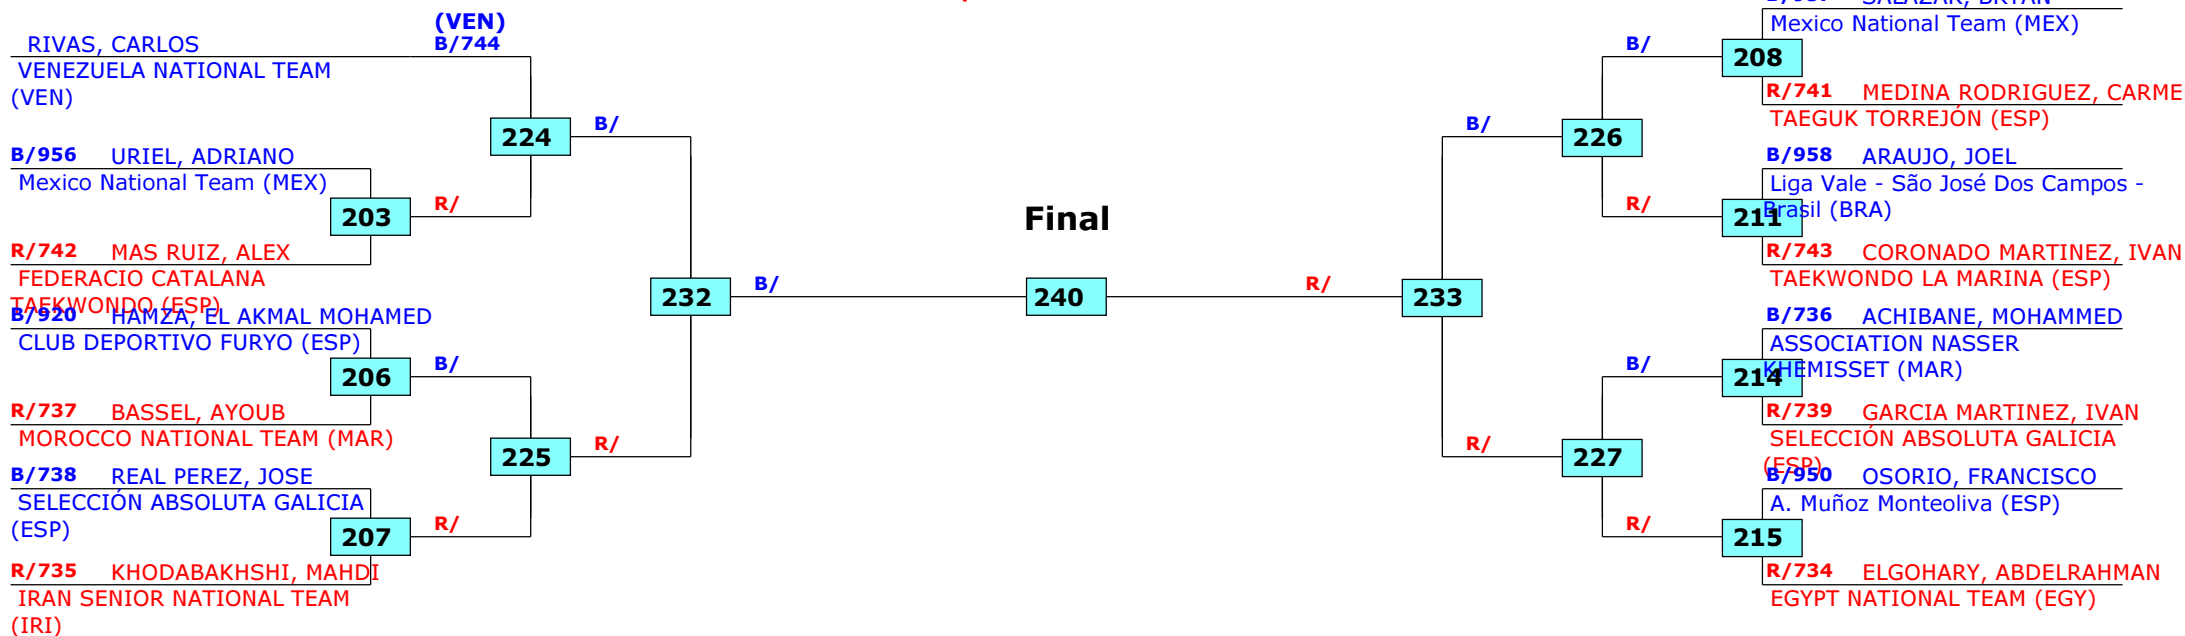 (VEN)
RIVAS, CARLOS B/744
VENEZUELA NATIONAL TEAM
(VEN)
224
B/
B/956 URIEL, ADRIANO
Mexico National Team (MEX)
203
R/
R/742 MAS RUIZ, ALEX
FEDERACIO CATALANA
TAEKWONDO (ESP)
232
B/
B/920 HAMZA, EL AKMAL MOHAMED
CLUB DEPORTIVO FURYO (ESP)
206
B/
R/737 BASSEL, AYOUB
MOROCCO NATIONAL TEAM (MAR)
225
R/
B/738 REAL PEREZ, JOSE
SELECCIÓN ABSOLUTA GALICIA
(ESP)
207
R/
R/735 KHODABAKHSHI, MAHDI
IRAN SENIOR NATIONAL TEAM
(IRI)
Final
240
R/
233
SALAZAR, BRYAN
Mexico National Team (MEX)
B/
208
R/741 MEDINA RODRIGUEZ, CARME
TAEGUK TORREJÓN (ESP)
B/
226
B/958 ARAUJO, JOEL
Liga Vale - São José Dos Campos -
Brasil (BRA)
R/
211
R/743 CORONADO MARTINEZ, IVAN
TAEKWONDO LA MARINA (ESP)
B/736 ACHIBANE, MOHAMMED
ASSOCIATION NASSER
KHEMISSET (MAR)
B/
214
R/739 GARCIA MARTINEZ, IVAN
SELECCIÓN ABSOLUTA GALICIA
(ESP)
R/
227
B/950 OSORIO, FRANCISCO
A. Muñoz Monteoliva (ESP)
R/
215
R/734 ELGOHARY, ABDELRAHMAN
EGYPT NATIONAL TEAM (EGY)